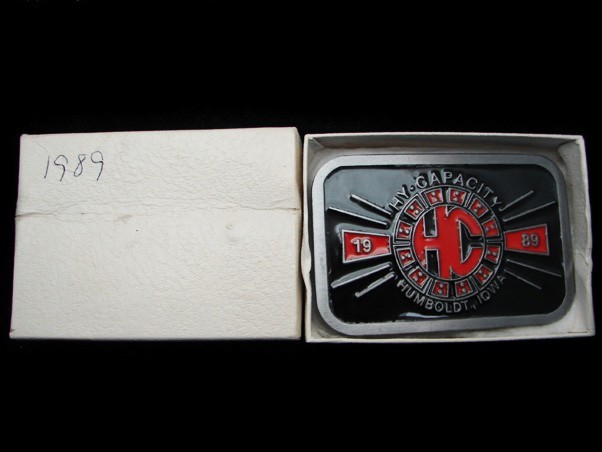 1989
HY-CAPACITY
19 HC 89
HUMBOLDT, IOWA